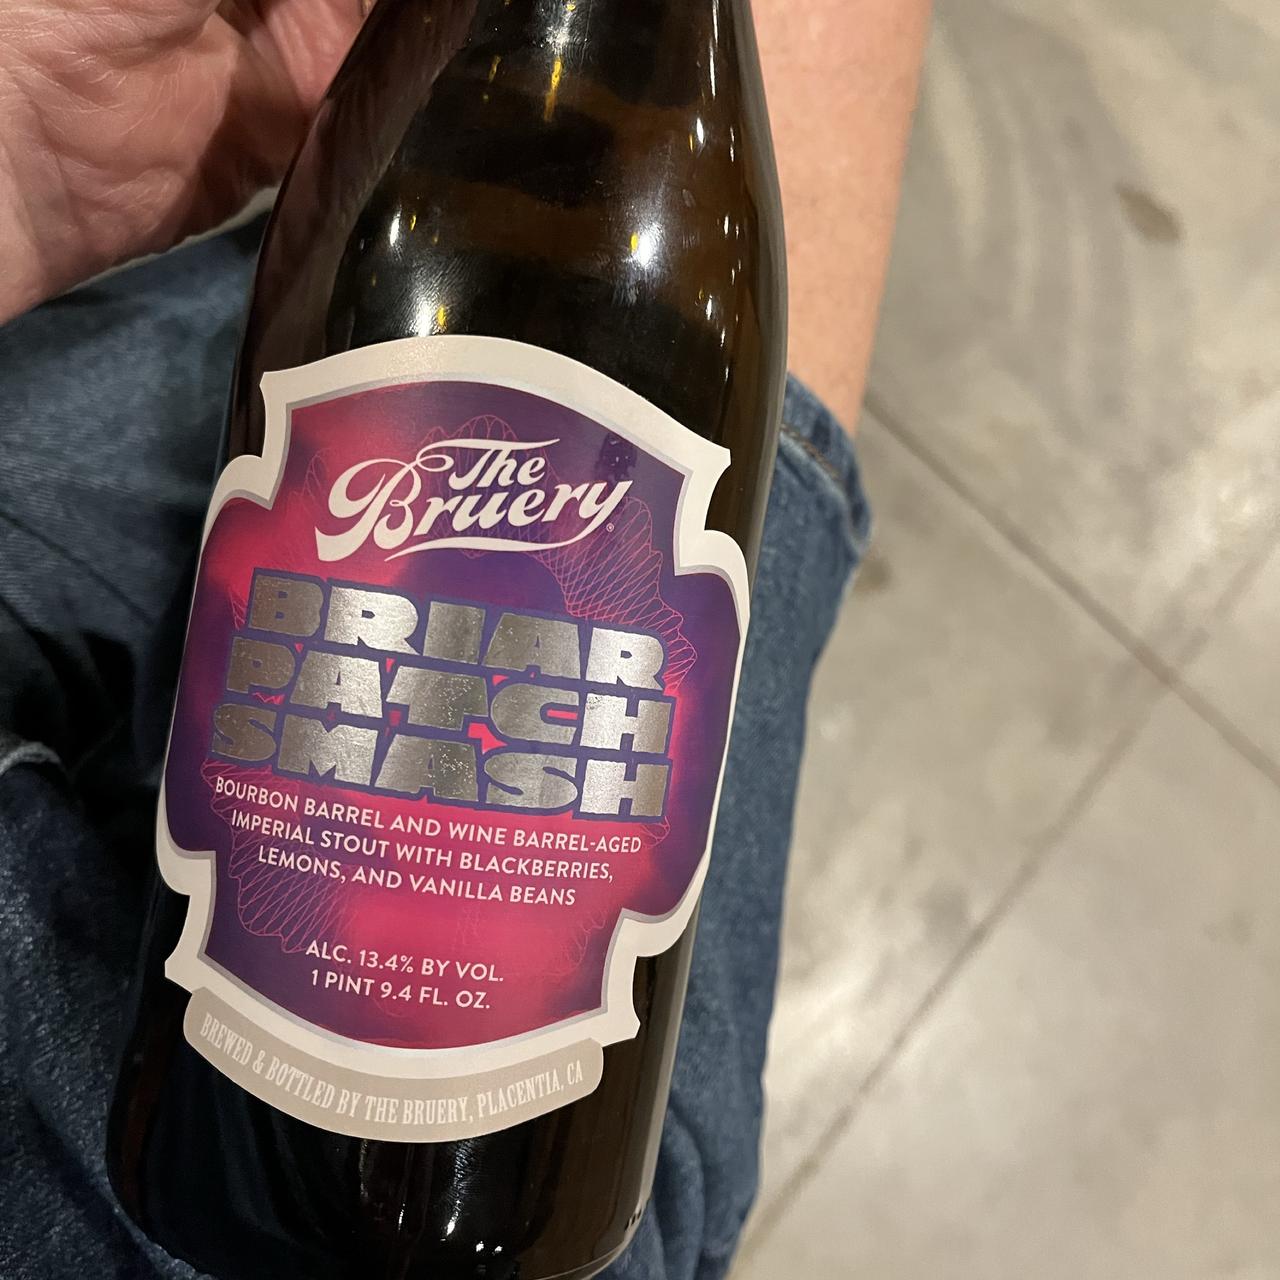 The
Bruery®
BRIAR
PATCH
SMASH
BOURBON BARREL AND WINE BARREL-AGED
IMPERIAL STOUT WITH BLACKBERRIES,
LEMONS, AND VANILLA BEANS
ALC. 13.4% BY VOL.
1 PINT 9.4 FL. OZ.
BREWED & BOTTLED BY THE BRUERY, PLACENTIA, CA